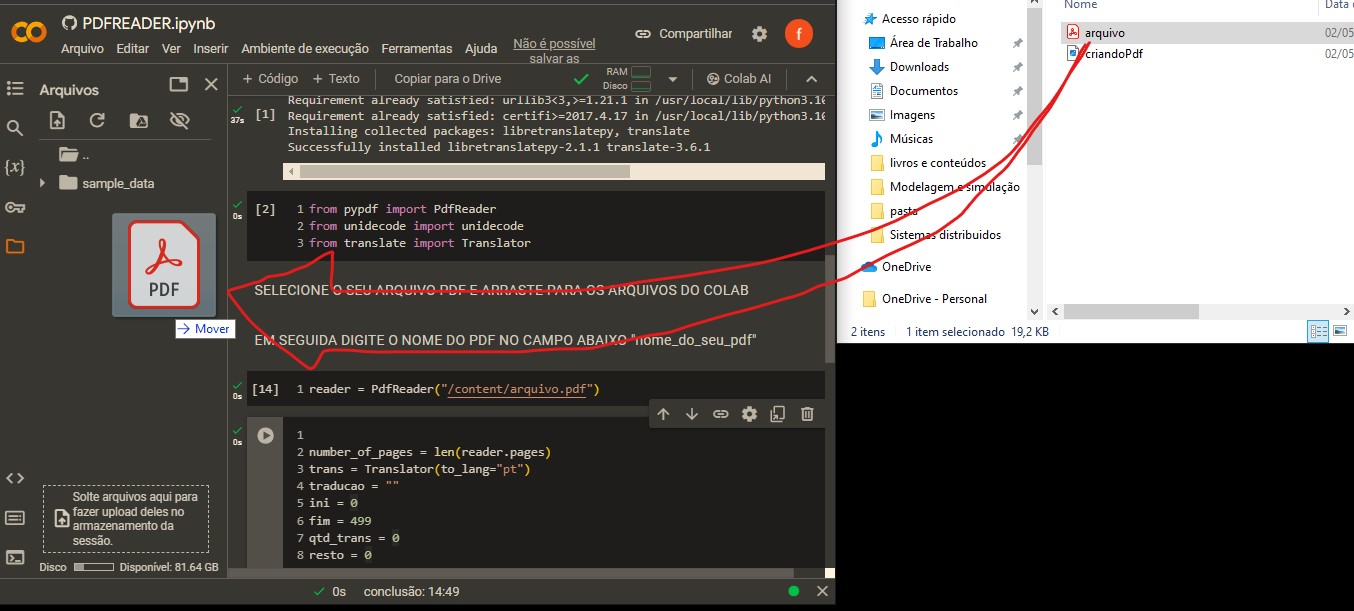 PDFREADER.ipynb
Arquivo Editar Ver Inserir Ambiente de execução Ferramentas Ajuda Não é possível salvar as
Compartilhar
f
Arquivos
+ Código + Texto Copiar para o Drive
RAM
Disco
Colab AI
..
sample_data
PDF
Mover
Solte arquivos aqui para
fazer upload deles no
armazenamento da
sessão.
Disco Disponível: 81.64 GB
37s
[1] Requirement already satisfied: urllib3<3,>=1.21.1 in /usr/local/lib/python3.10
Requirement already satisfied: certifi>=2017.4.17 in /usr/local/lib/python3.10
Installing collected packages: libretranslatepy, translate
Successfully installed libretranslatepy-2.1.1 translate-3.6.1
0s
[2] 1 from pypdf import PdfReader
2 from unidecode import unidecode
3 from translate import Translator
SELECIONE O SEU ARQUIVO PDF E ARRASTE PARA OS ARQUIVOS DO COLAB
EM SEGUIDA DIGITE O NOME DO PDF NO CAMPO ABAIXO "nome_do_seu_pdf"
0s
[14] 1 reader = PdfReader("/content/arquivo.pdf")
0s
1
2 number_of_pages = len(reader.pages)
3 trans = Translator(to_lang="pt")
4 traducao = ""
5 ini = 0
6 fim = 499
7 qtd_trans = 0
8 resto = 0
0s conclusão: 14:49
Acesso rápido
Área de Trabalho
Downloads
Documentos
Imagens
Músicas
livros e conteúdos
Modelagem e simulação
pasta
Sistemas distribuidos
OneDrive
OneDrive - Personal
Nome Data
arquivo 02/05
criandoPdf 02/05
2 itens 1 item selecionado 19,2 KB